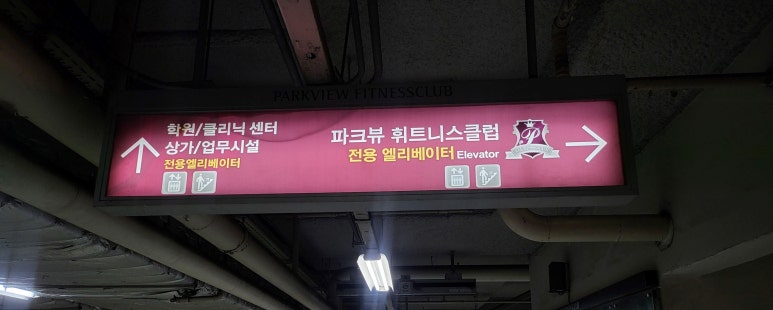 PARKVIEW FITNESSCLUB
학원/클리닉 센터
상가/업무시설
전용엘리베이터
파크뷰 휘트니스클럽
전용 엘리베이터 Elevator
P